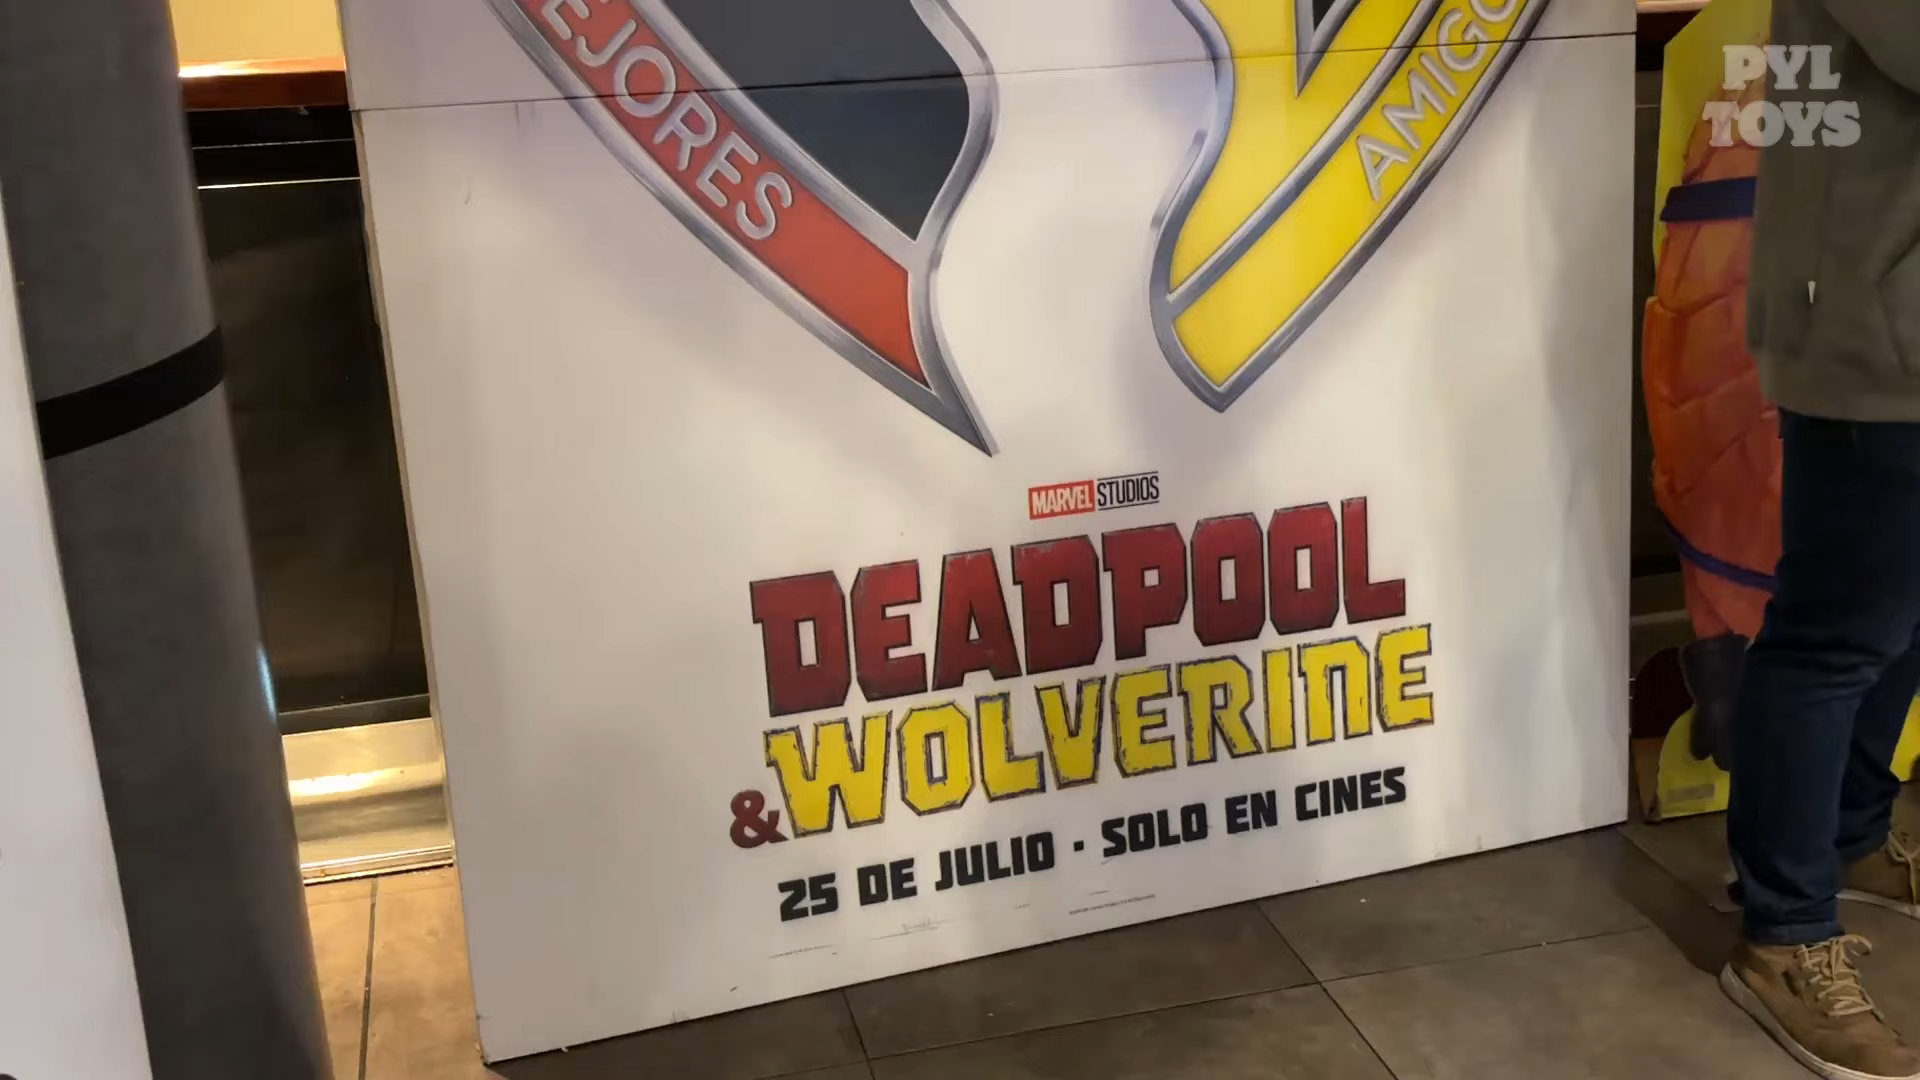 EJORES
AMIGO
PYL
TOYS
MARVEL STUDIOS
DEADPOOL
& WOLVERINE
25 DE JULIO · SOLO EN CINES